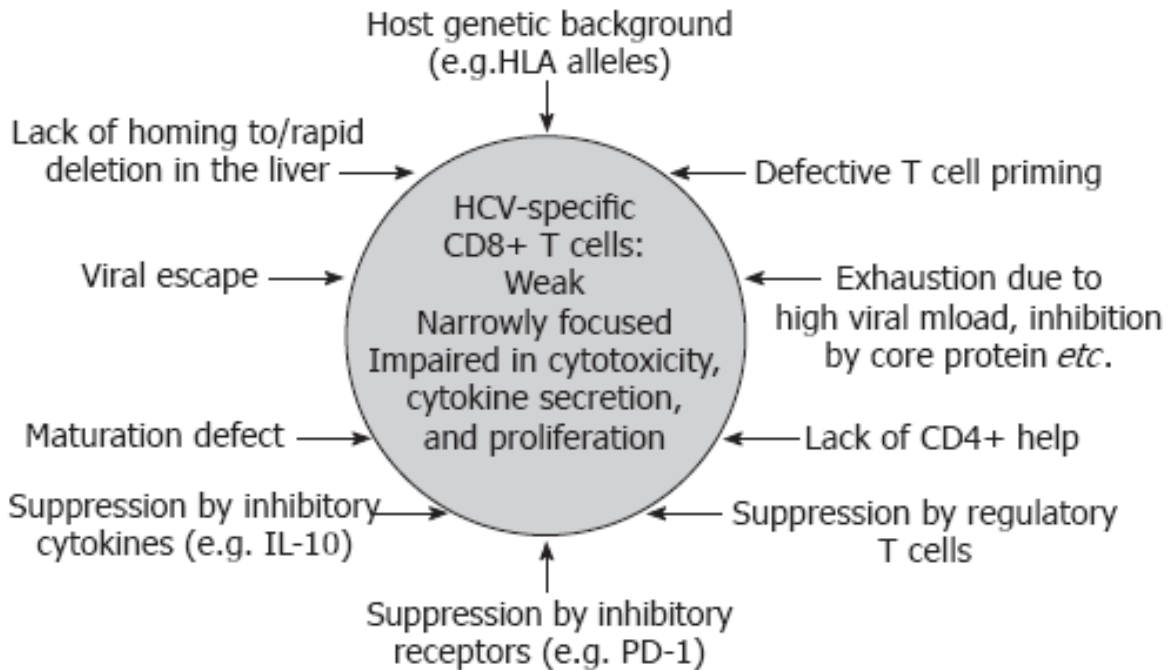 Host genetic background
(e.g.HLA alleles)
Lack of homing to/rapid
deletion in the liver
Defective T cell priming
HCV-specific
CD8+ T cells:
Weak
Narrowly focused
Impaired in cytotoxicity,
cytokine secretion,
and proliferation
Viral escape
Exhaustion due to
high viral mload, inhibition
by core protein etc.
Maturation defect
Lack of CD4+ help
Suppression by inhibitory
cytokines (e.g. IL-10)
Suppression by regulatory
T cells
Suppression by inhibitory
receptors (e.g. PD-1)